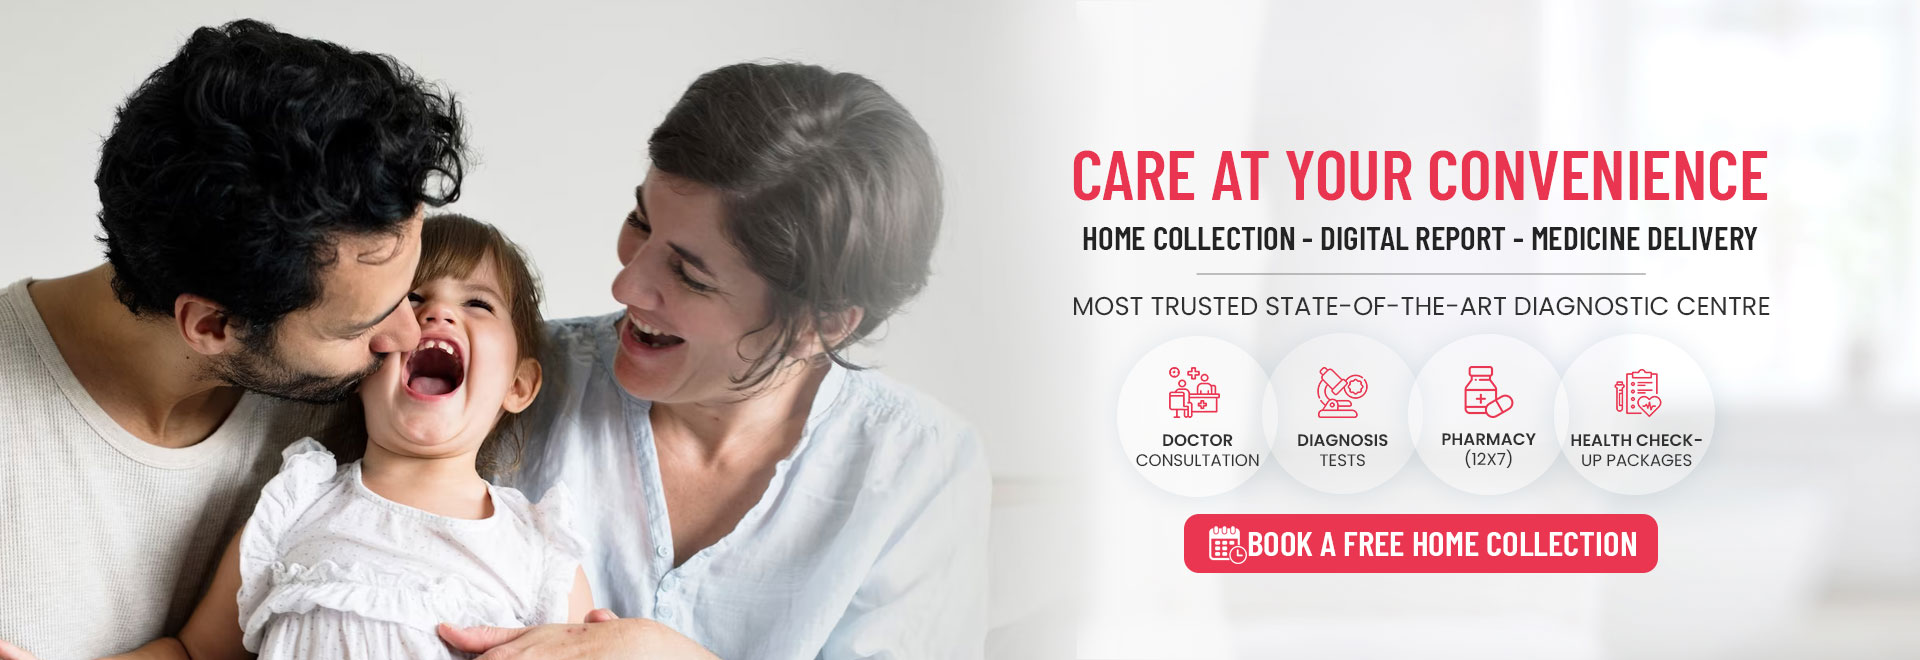 CARE AT YOUR CONVENIENCE
HOME COLLECTION - DIGITAL REPORT - MEDICINE DELIVERY
MOST TRUSTED STATE-OF-THE-ART DIAGNOSTIC CENTRE
DOCTOR
CONSULTATION
DIAGNOSIS
TESTS
PHARMACY
(12X7)
HEALTH CHECK-
UP PACKAGES
BOOK A FREE HOME COLLECTION